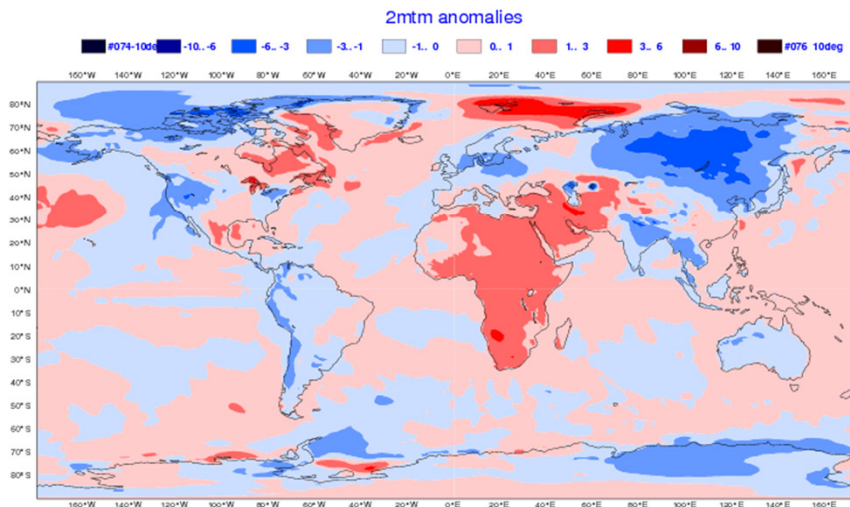 2mtm anomalies
#074-10de -10.. -6 -6.. -3 -3.. -1 -1.. 0 0.. 1 1.. 3 3.. 6 6.. 10 #076 10deg
160°W 140°W 120°W 100°W 80°W 60°W 40°W 20°W 0°E 20°E 40°E 60°E 80°E 100°E 120°E 140°E 160°E
80°N
70°N
60°N
50°N
40°N
30°N
20°N
10°N
0°N
10°S
20°S
30°S
40°S
50°S
60°S
70°S
80°S
160°W 140°W 120°W 100°W 80°W 60°W 40°W 20°W 0°E 20°E 40°E 60°E 80°E 100°E 120°E 140°E 160°E